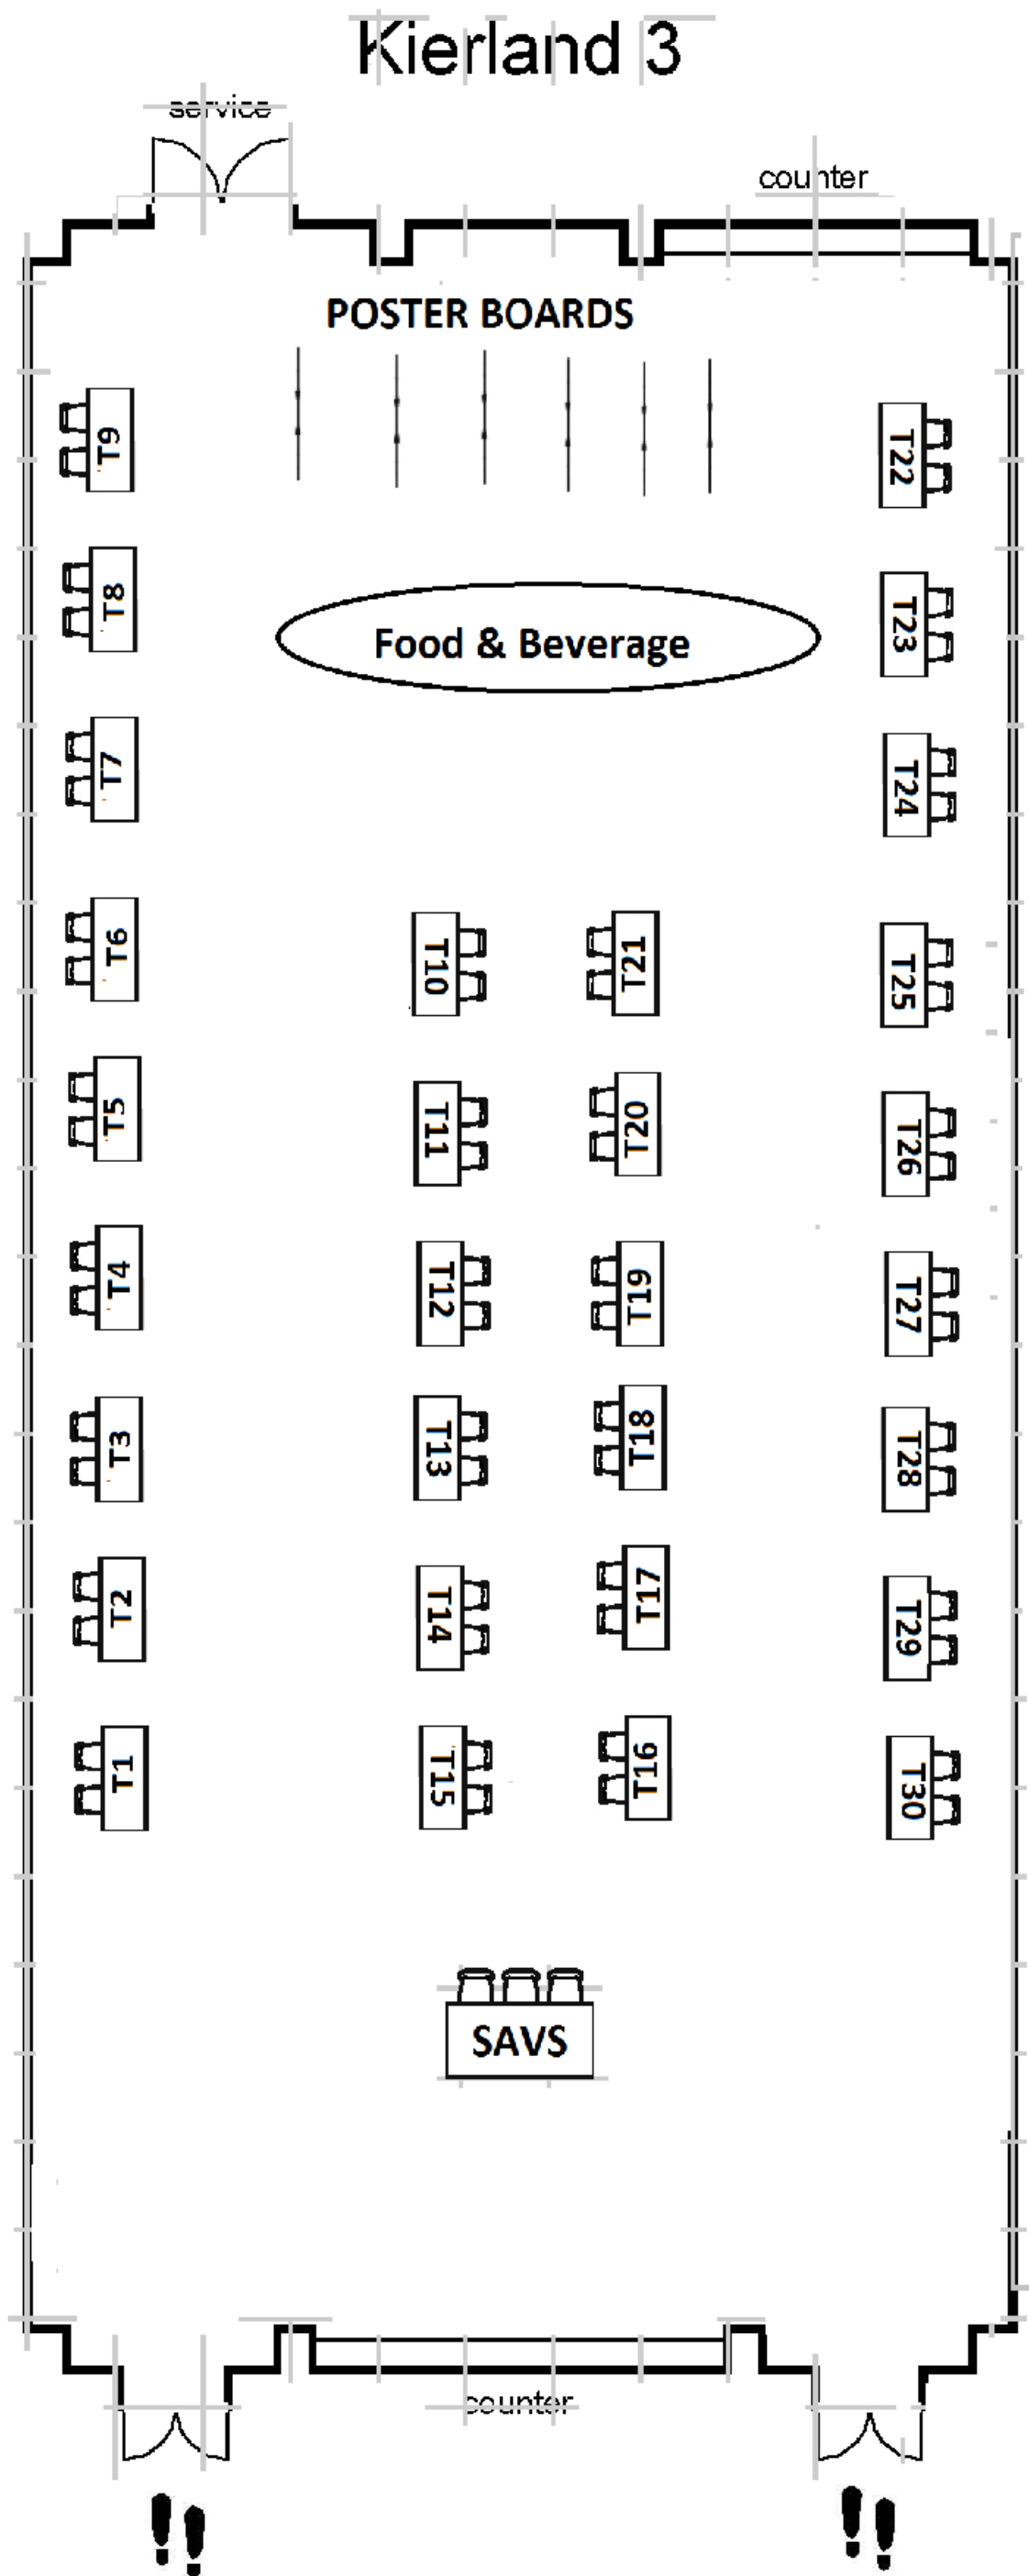 Kierland 3
service
counter
POSTER BOARDS
T9
T22
T8
T23
Food & Beverage
T7
T24
T6
T10
T21
T25
T5
T11
T20
T26
T4
T12
T19
T27
T3
T13
T18
T28
T2
T14
T17
T29
T1
T15
T16
T30
SAVS
counter